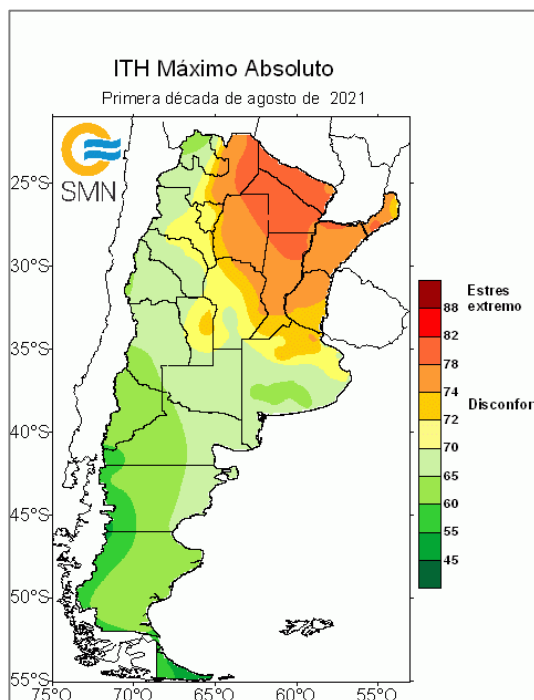 ITH Máximo Absoluto
Primera década de agosto de 2021
SMN
25°S
30°S
35°S
40°S
45°S
50°S
55°S
75°O 70°O 65°O 60°O 55°O
Estres
extremo
88
82
78
74
Disconfor
72
70
65
60
55
45